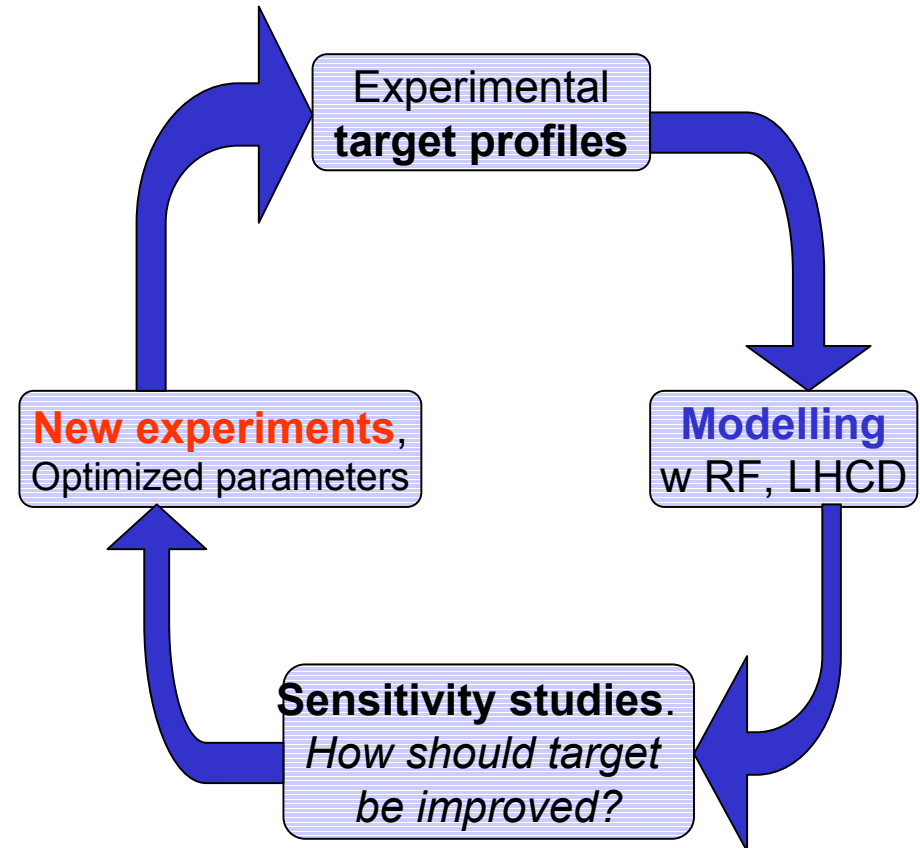 Experimental
target profiles
Modelling
w RF, LHCD
Sensitivity studies.
How should target
be improved?
New experiments,
Optimized parameters